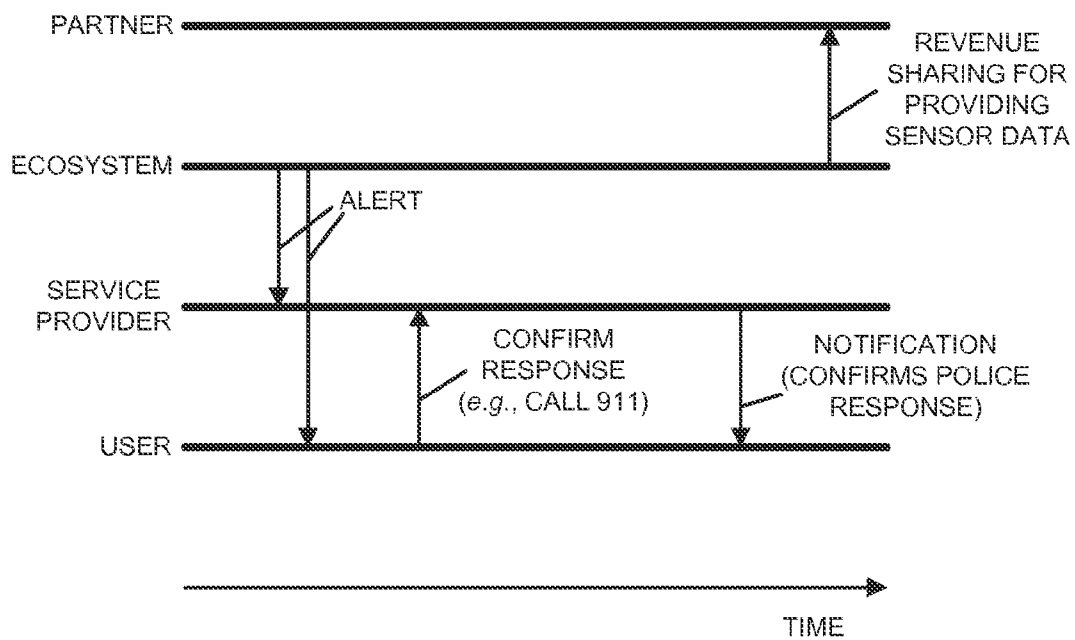 PARTNER
REVENUE
SHARING FOR
PROVIDING
SENSOR DATA
ECOSYSTEM
ALERT
SERVICE
PROVIDER
CONFIRM
RESPONSE
(e.g., CALL 911)
NOTIFICATION
(CONFIRMS POLICE
RESPONSE)
USER
TIME